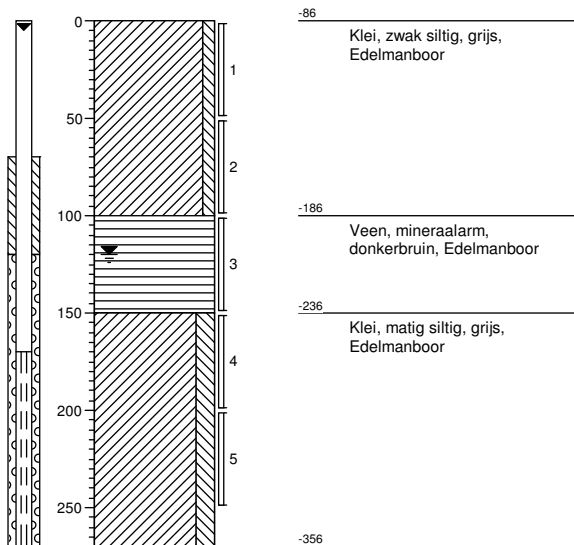 0
50
100
150
200
250
1
2
3
4
5
-86
Klei, zwak siltig, grijs,
Edelmanboor
-186
Veen, mineraalarm,
donkerbruin, Edelmanboor
-236
Klei, matig siltig, grijs,
Edelmanboor
-356